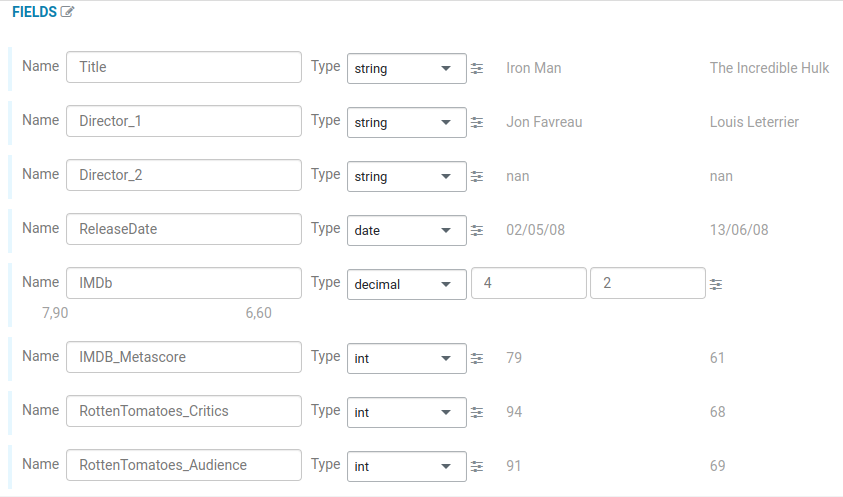 FIELDS
Name Title Type string Iron Man The Incredible Hulk
Name Director_1 Type string Jon Favreau Louis Leterrier
Name Director_2 Type string nan nan
Name ReleaseDate Type date 02/05/08 13/06/08
Name IMDb Type decimal 4 2
7,90 6,60
Name IMDB_Metascore Type int 79 61
Name RottenTomatoes_Critics Type int 94 68
Name RottenTomatoes_Audience Type int 91 69